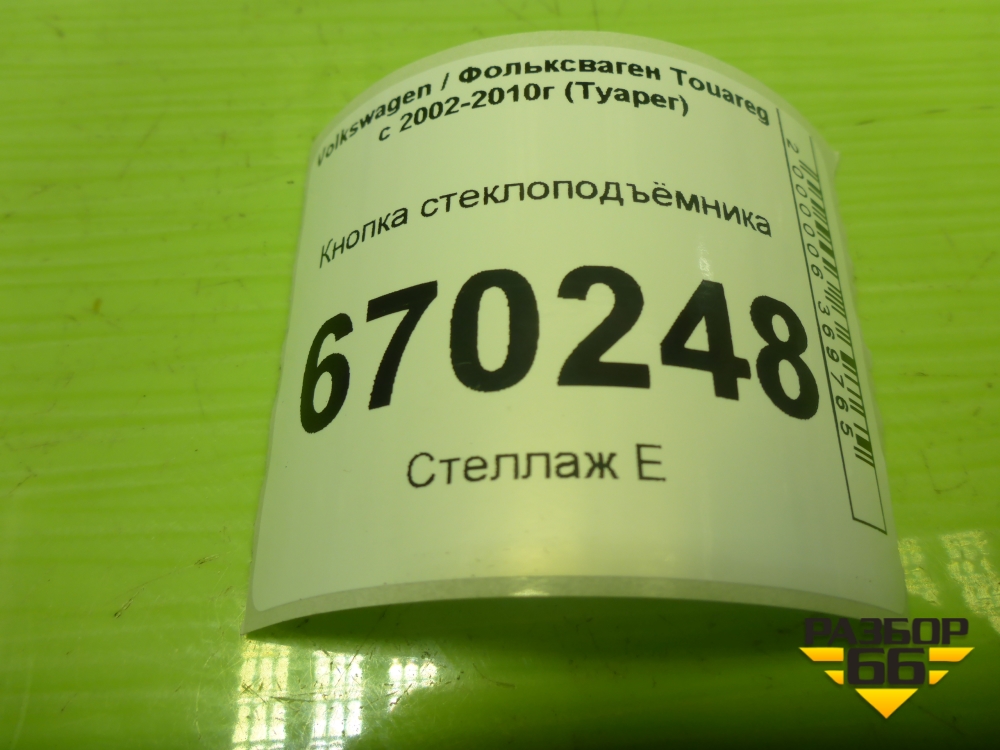 Volkswagen / Фольксваген Touareg
с 2002-2010г (Туарег)
Кнопка стеклоподъёмника
670248
Стеллаж Е
2000006369765
РАЗБОР
66